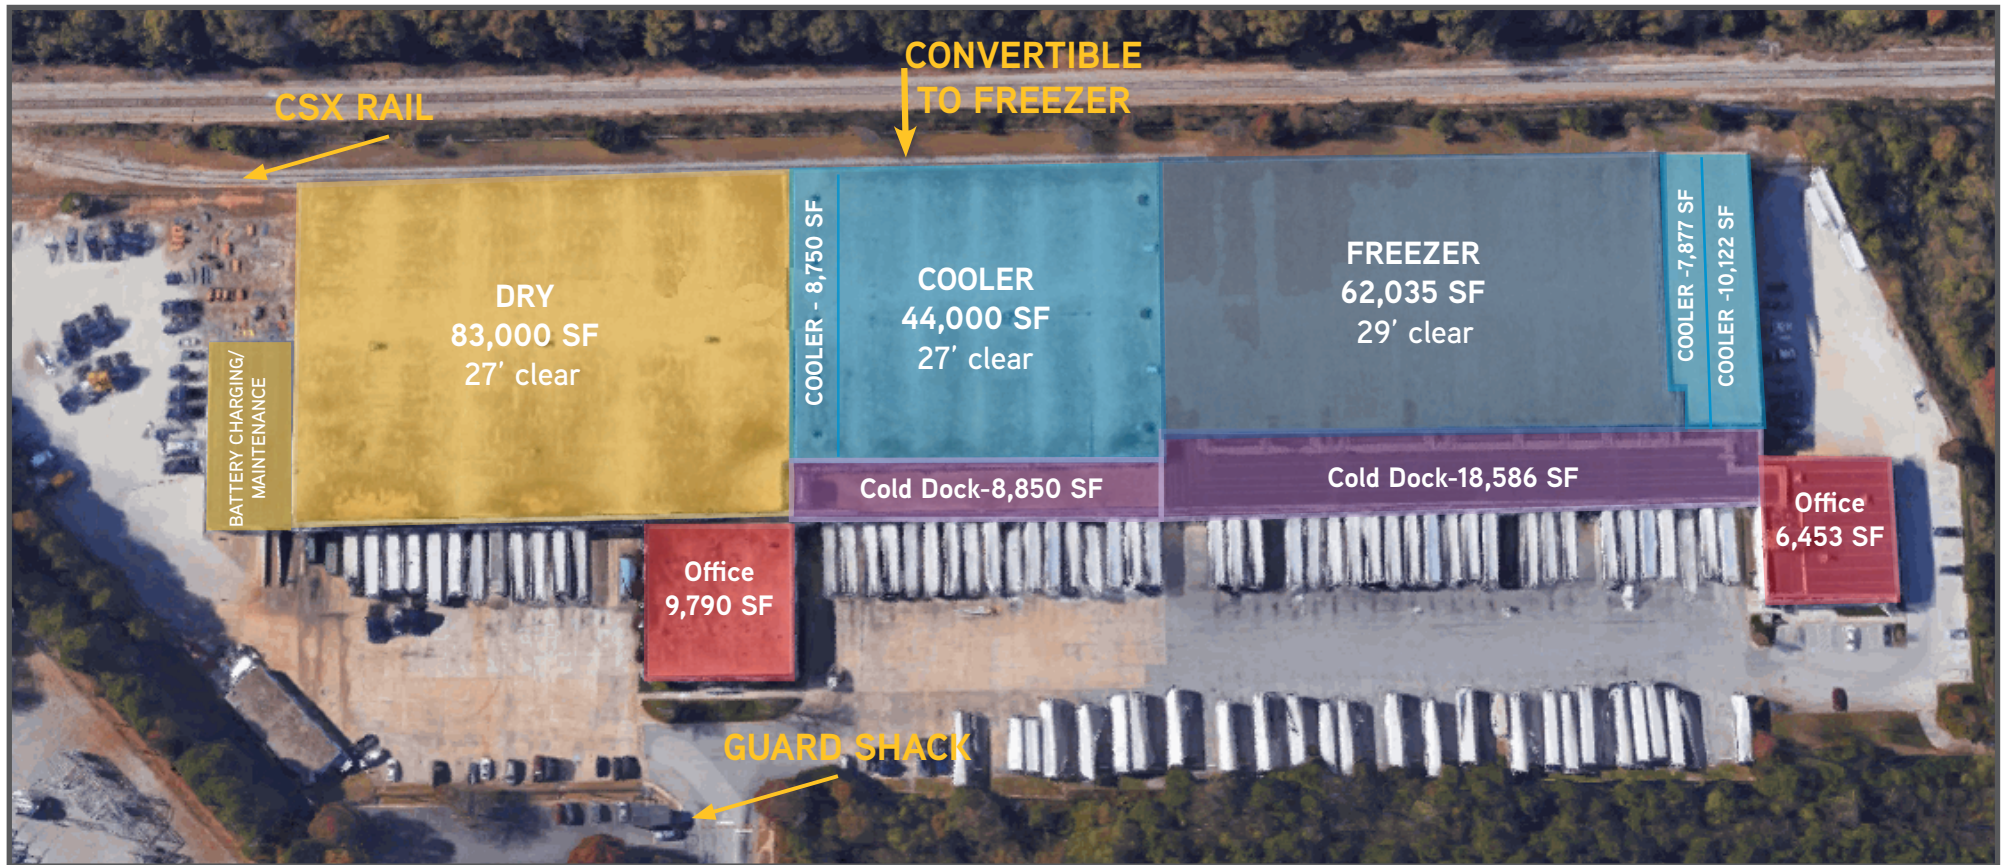 CONVERTIBLE
TO FREEZER
CSX RAIL
DRY
83,000 SF
27’ clear
COOLER - 8,750 SF
COOLER
44,000 SF
27’ clear
FREEZER
62,035 SF
29’ clear
COOLER -7,877 SF
COOLER -10,122 SF
BATTERY CHARGING/
MAINTENANCE
Cold Dock-8,850 SF
Cold Dock-18,586 SF
Office
6,453 SF
Office
9,790 SF
GUARD SHACK